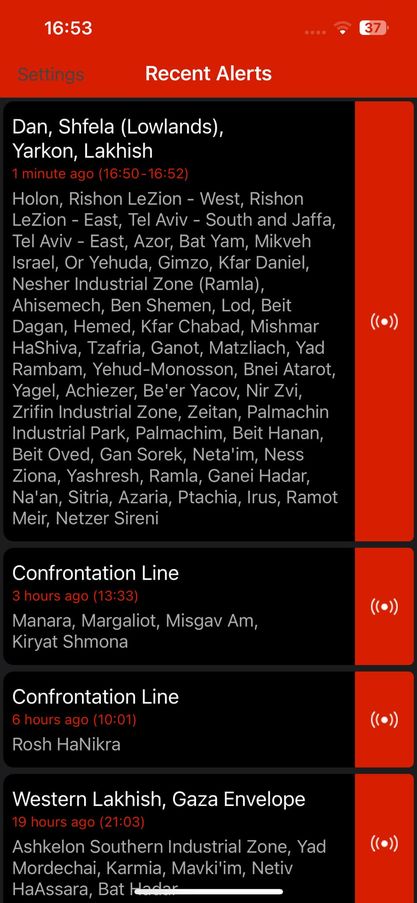 16:53
37
Settings
Recent Alerts
Dan, Shfela (Lowlands),
Yarkon, Lakhish
1 minute ago (16:50-16:52)
Holon, Rishon LeZion - West, Rishon
LeZion - East, Tel Aviv - South and Jaffa,
Tel Aviv - East, Azor, Bat Yam, Mikveh
Israel, Or Yehuda, Gimzo, Kfar Daniel,
Nesher Industrial Zone (Ramla),
Ahisemech, Ben Shemen, Lod, Beit
Dagan, Hemed, Kfar Chabad, Mishmar
HaShiva, Tzafria, Ganot, Matzliach, Yad
Rambam, Yehud-Monosson, Bnei Atarot,
Yagel, Achiezer, Be'er Yacov, Nir Zvi,
Zrifin Industrial Zone, Zeitan, Palmachin
Industrial Park, Palmachim, Beit Hanan,
Beit Oved, Gan Sorek, Neta'im, Ness
Ziona, Yashresh, Ramla, Ganei Hadar,
Na'an, Sitria, Azaria, Ptachia, Irus, Ramot
Meir, Netzer Sireni
Confrontation Line
3 hours ago (13:33)
Manara, Margaliot, Misgav Am,
Kiryat Shmona
Confrontation Line
6 hours ago (10:01)
Rosh HaNikra
Western Lakhish, Gaza Envelope
19 hours ago (21:03)
Ashkelon Southern Industrial Zone, Yad
Mordechai, Karmia, Mavki'im, Netiv
HaAssara, Bat Hadar